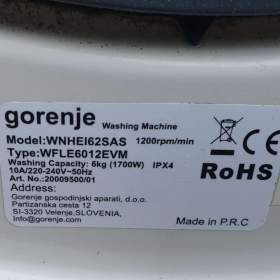 gorenje Washing Machine
Model:WNHEI62SAS 1200rpm/min
Type:WFLE6012EVM
Washing Capacity: 6kg (1700W) IPX4
10A/220-240V~50Hz
Art. No.:20009500/01
RoHS
Address:
Gorenje gospodinjski aparati, d.o.o.
Partizanska cesta 12
SI-3320 Velenje,SLOVENIA,
Info@gorenje.com
Made in P.R.C